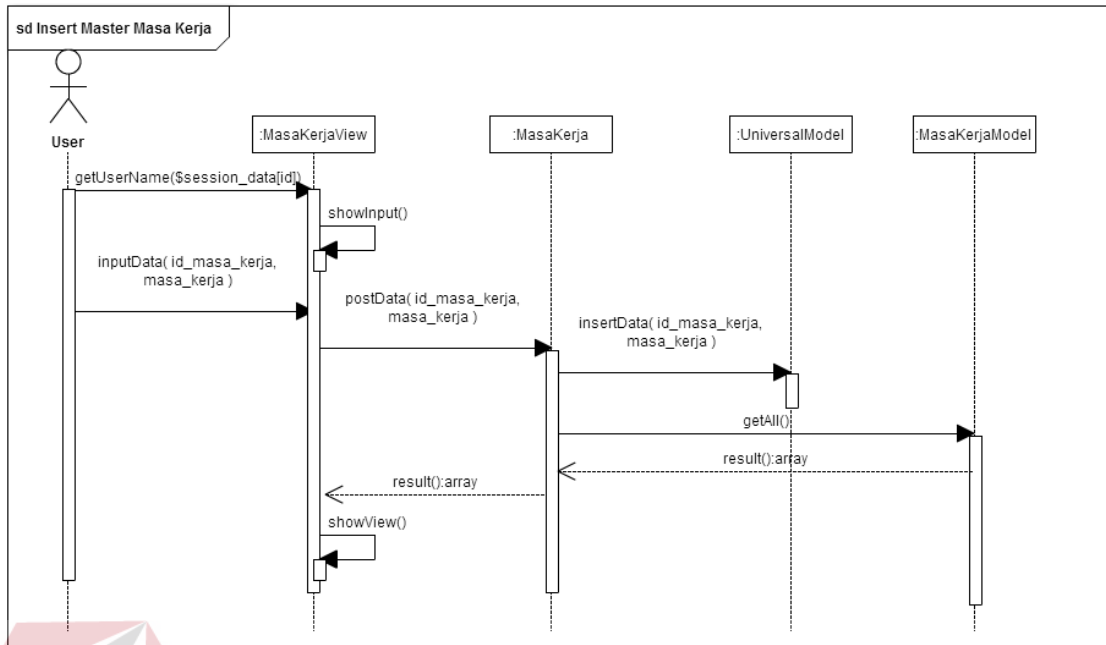 sd Insert Master Masa Kerja
User
:MasaKerjaView
:MasaKerja
:UniversalModel
:MasaKerjaModel
getUserName($session_data[id])
showInput()
inputData( id_masa_kerja,
masa_kerja )
postData( id_masa_kerja,
masa_kerja )
insertData( id_masa_kerja,
masa_kerja )
getAll()
result():array
result():array
showView()